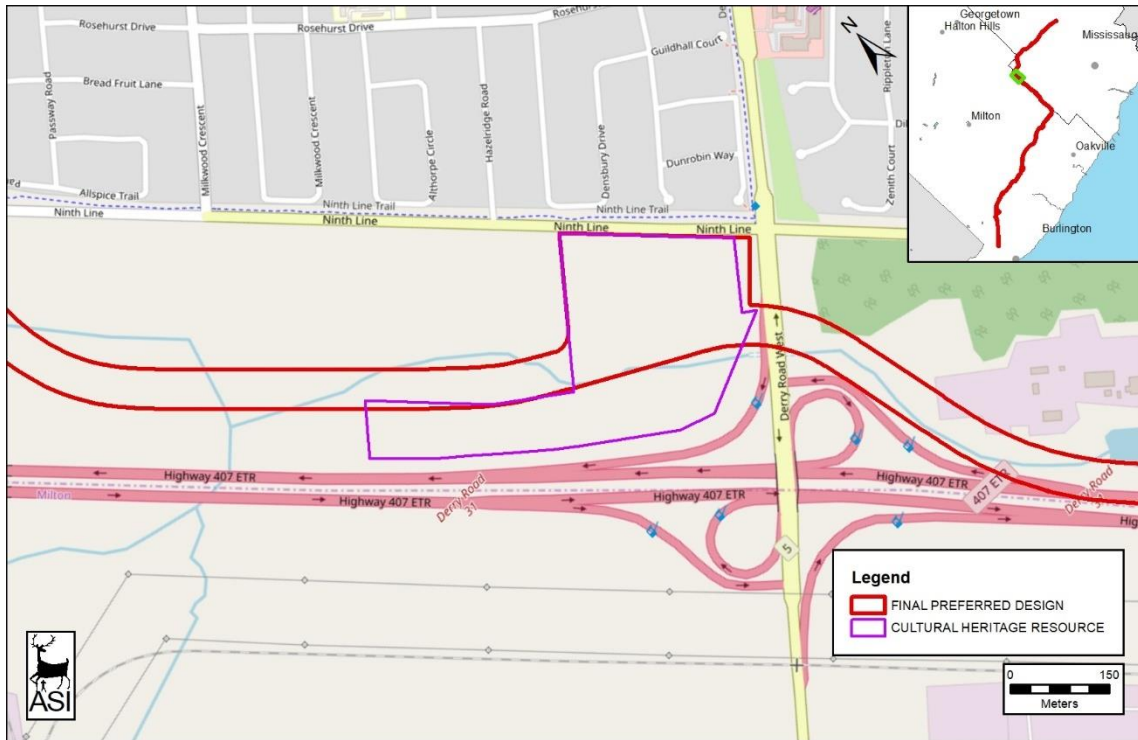 Rosehurst Drive
Rosehurst Drive
Guildhall Court
Rippleton Lane
N
Georgetown
Halton Hills
Mississauga
Milton
Oakville
Burlington
Passway Road
Bread Fruit Lane
Milkwood Crescent
Milkwood Crescent
Althorpe Circle
Hazelridge Road
Densbury Drive
Dunrobin Way
Zenith Court
Allspice Trail
Ninth Line Trail
Ninth Line Trail
Ninth Line
Ninth Line
Ninth Line
Ninth Line
Derry Road West
Highway 407 ETR
Highway 407 ETR
407 ETR
Milton
Highway 407 ETR
Highway 407 ETR
Derry Road
31
Derry Road
31
5
Legend
FINAL PREFERRED DESIGN
CULTURAL HERITAGE RESOURCE
0 150
Meters
ASI